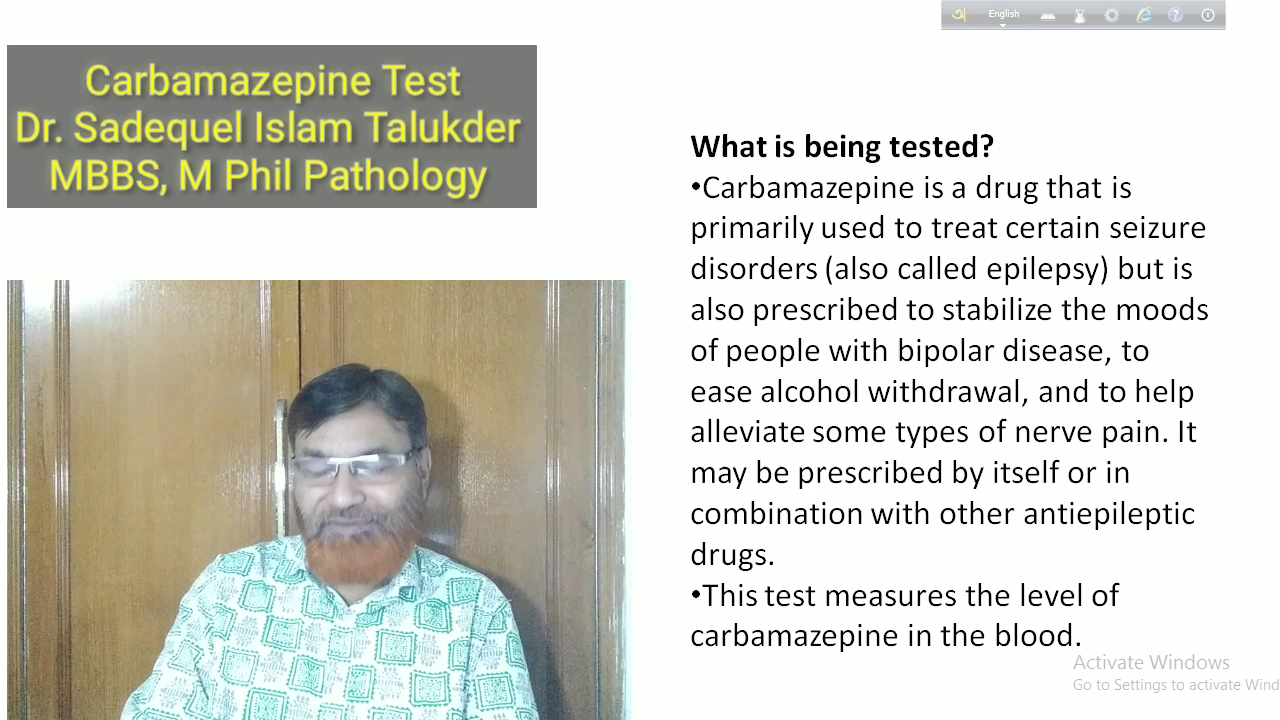 English
Carbamazepine Test
Dr. Sadequel Islam Talukder
MBBS, M Phil Pathology
What is being tested?
•Carbamazepine is a drug that is
primarily used to treat certain seizure
disorders (also called epilepsy) but is
also prescribed to stabilize the moods
of people with bipolar disease, to
ease alcohol withdrawal, and to help
alleviate some types of nerve pain. It
may be prescribed by itself or in
combination with other antiepileptic
drugs.
•This test measures the level of
carbamazepine in the blood.
Activate Windows
Go to Settings to activate Wind